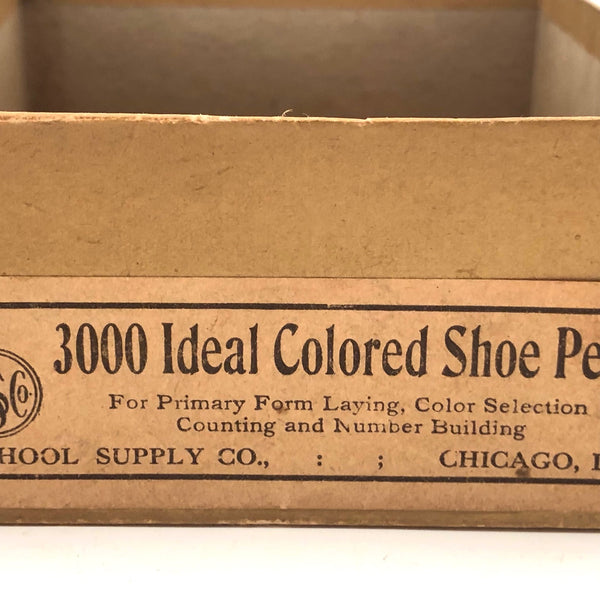 3000 Ideal Colored Shoe Pe
For Primary Form Laying, Color Selection
Counting and Number Building
HOOL SUPPLY CO., : ; CHICAGO, I
S Co.